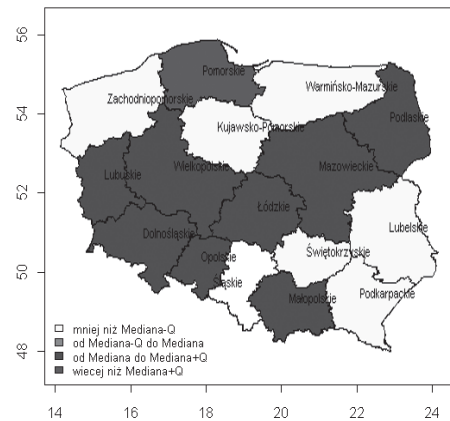 56
54
52
50
48
Pomorskie
Zachodniopomorskie
Warmińsko-Mazurskie
Kujawsko-Pomorskie
Podlaskie
Lubuskie
Wielkopolskie
Mazowieckie
Łódzkie
Dolnośląskie
Lubelskie
Opolskie
Świętokrzyskie
Śląskie
Małopolskie
Podkarpackie
mniej niż Mediana-Q
od Mediana-Q do Mediana
od Mediana do Mediana+Q
wiecej niż Mediana+Q
14 16 18 20 22 24